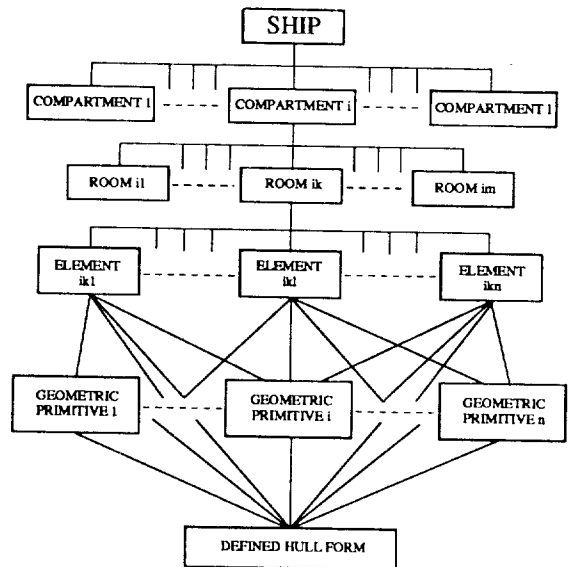 SHIP
COMPARTMENT 1
COMPARTMENT i
COMPARTMENT l
ROOM i1
ROOM ik
ROOM im
ELEMENT
ik1
ELEMENT
ikl
ELEMENT
ikn
GEOMETRIC
PRIMITIVE 1
GEOMETRIC
PRIMITIVE i
GEOMETRIC
PRIMITIVE n
DEFINED HULL FORM